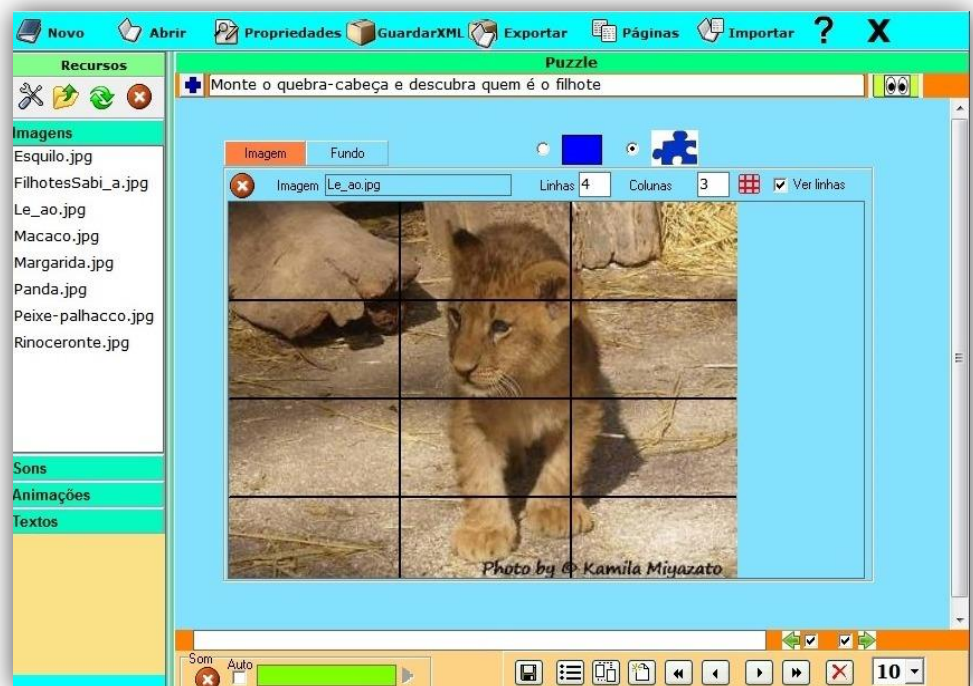 Novo Abrir Propriedades GuardarXML Exportar Páginas Importar ? X
Recursos
Puzzle
Monte o quebra-cabeça e descubra quem é o filhote
Imagens
Esquilo.jpg
FilhotesSabi_a.jpg
Le_ao.jpg
Macaco.jpg
Margarida.jpg
Panda.jpg
Peixe-palhacco.jpg
Rinoceronte.jpg
Sons
Animações
Textos
Imagem Fundo
Imagem Le_ao.jpg Linhas 4 Colunas 3 Ver linhas
Photo by © Kamila Miyazato
Som Auto
10